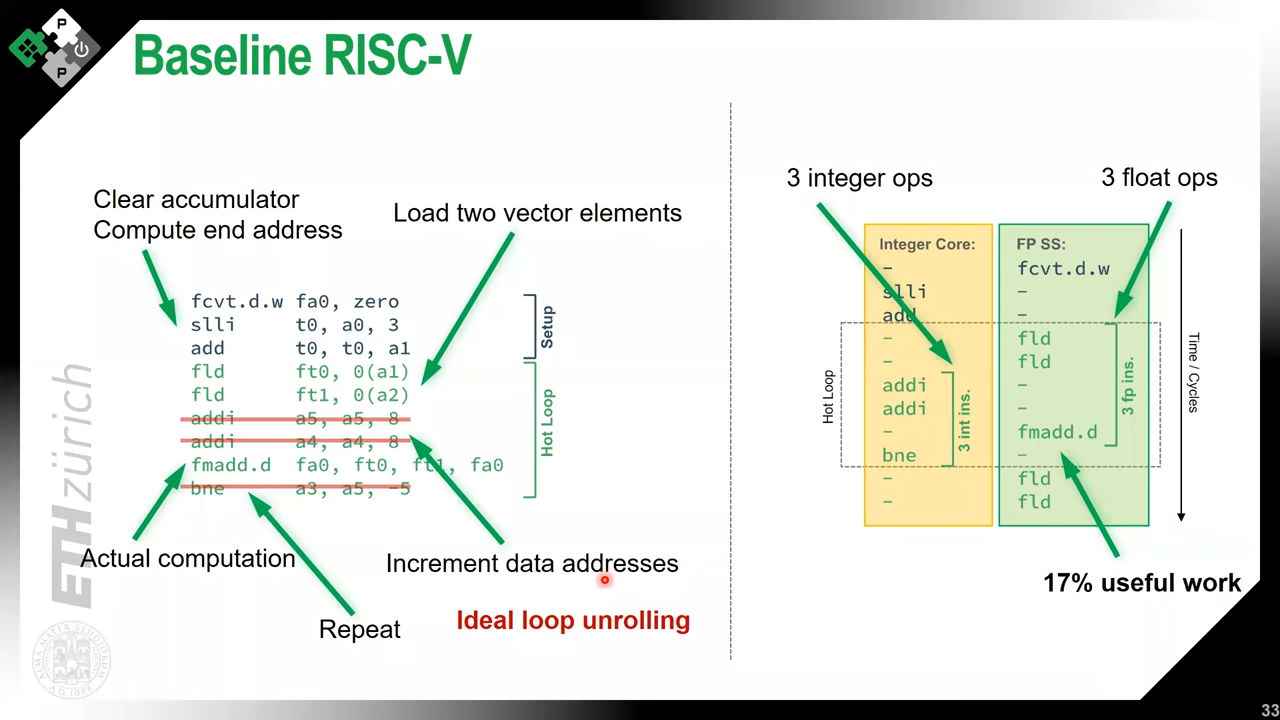 P
P
Baseline RISC-V
Clear accumulator
Compute end address
Load two vector elements
fcvt.d.w fa0, zero
slli t0, a0, 3
add t0, t0, a1
fld ft0, 0(a1)
fld ft1, 0(a2)
addi a5, a5, 8
addi a4, a4, 8
fmadd.d fa0, ft0, ft1, fa0
bne a3, a5, -5
Setup
Hot Loop
Actual computation
Increment data addresses
Repeat
Ideal loop unrolling
3 integer ops
3 float ops
Integer Core:
–
slli
add
–
–
addi
addi
–
bne
–
–
3 int ins.
Hot Loop
FP SS:
fcvt.d.w
–
–
fld
fld
–
–
fmadd.d
–
fld
fld
3 fp ins.
Time / Cycles
17% useful work
ETH zürich
ALMA MATER STUDIORUM
A.D. 1088
33